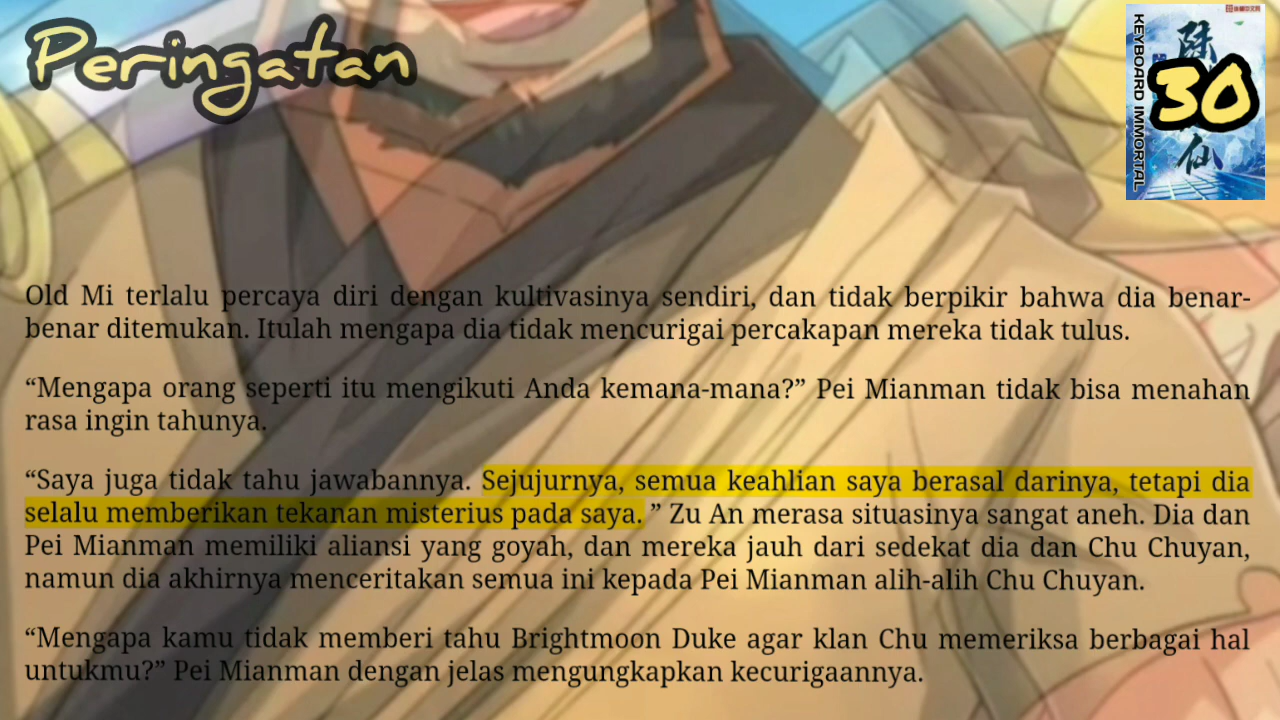 Peringatan
KEYBOARD IMMORTAL
陸
30
仙
Old Mi terlalu percaya diri dengan kultivasinya sendiri, dan tidak berpikir bahwa dia benar-
benar ditemukan. Itulah mengapa dia tidak mencurigai percakapan mereka tidak tulus.
“Mengapa orang seperti itu mengikuti Anda kemana-mana?” Pei Mianman tidak bisa menahan
rasa ingin tahunya.
“Saya juga tidak tahu jawabannya. Sejujurnya, semua keahlian saya berasal darinya, tetapi dia
selalu memberikan tekanan misterius pada saya. ” Zu An merasa situasinya sangat aneh. Dia dan
Pei Mianman memiliki aliansi yang goyah, dan mereka jauh dari sedekat dia dan Chu Chuyan,
namun dia akhirnya menceritakan semua ini kepada Pei Mianman alih-alih Chu Chuyan.
“Mengapa kamu tidak memberi tahu Brightmoon Duke agar klan Chu memeriksa berbagai hal
untukmu?” Pei Mianman dengan jelas mengungkapkan kecurigaannya.